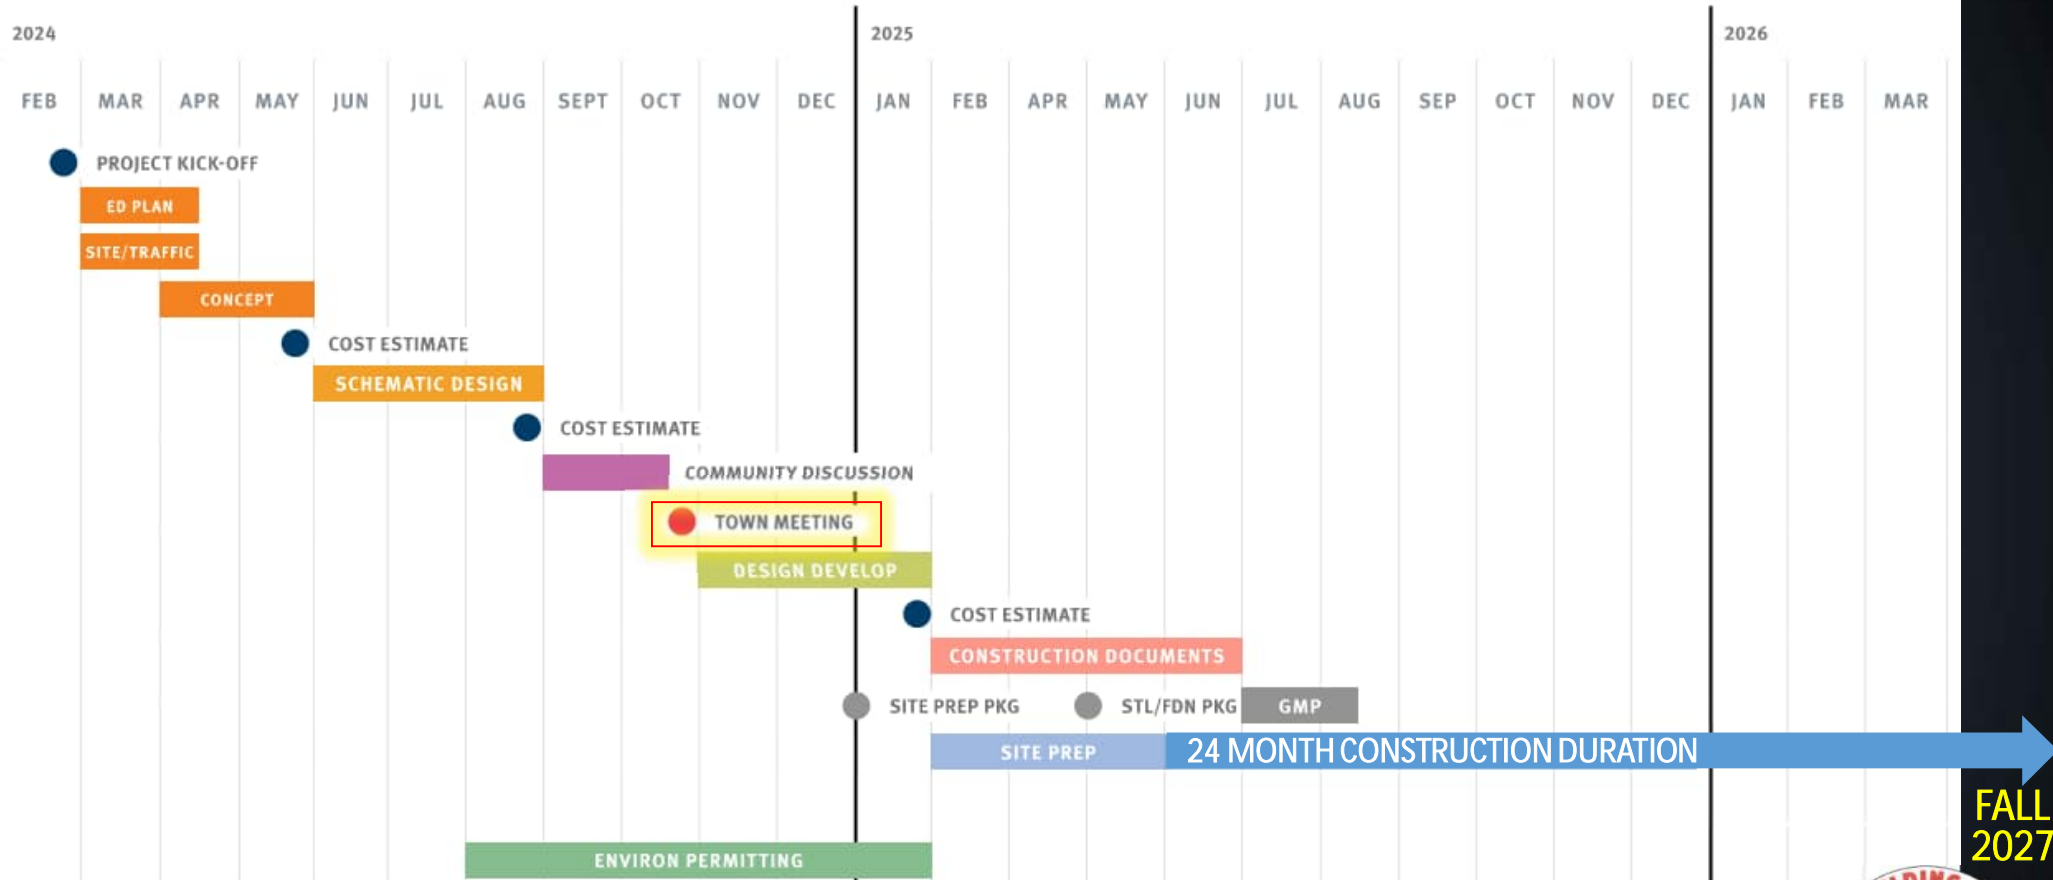 2024 2025 2026
FEB MAR APR MAY JUN JUL AUG SEPT OCT NOV DEC JAN FEB APR MAY JUN JUL AUG SEP OCT NOV DEC JAN FEB MAR
PROJECT KICK-OFF
ED PLAN
SITE/TRAFFIC
CONCEPT
COST ESTIMATE
SCHEMATIC DESIGN
COST ESTIMATE
COMMUNITY DISCUSSION
TOWN MEETING
DESIGN DEVELOP
COST ESTIMATE
CONSTRUCTION DOCUMENTS
SITE PREP PKG STL/FDN PKG GMP
SITE PREP 24 MONTH CONSTRUCTION DURATION
FALL
2027
ENVIRON PERMITTING